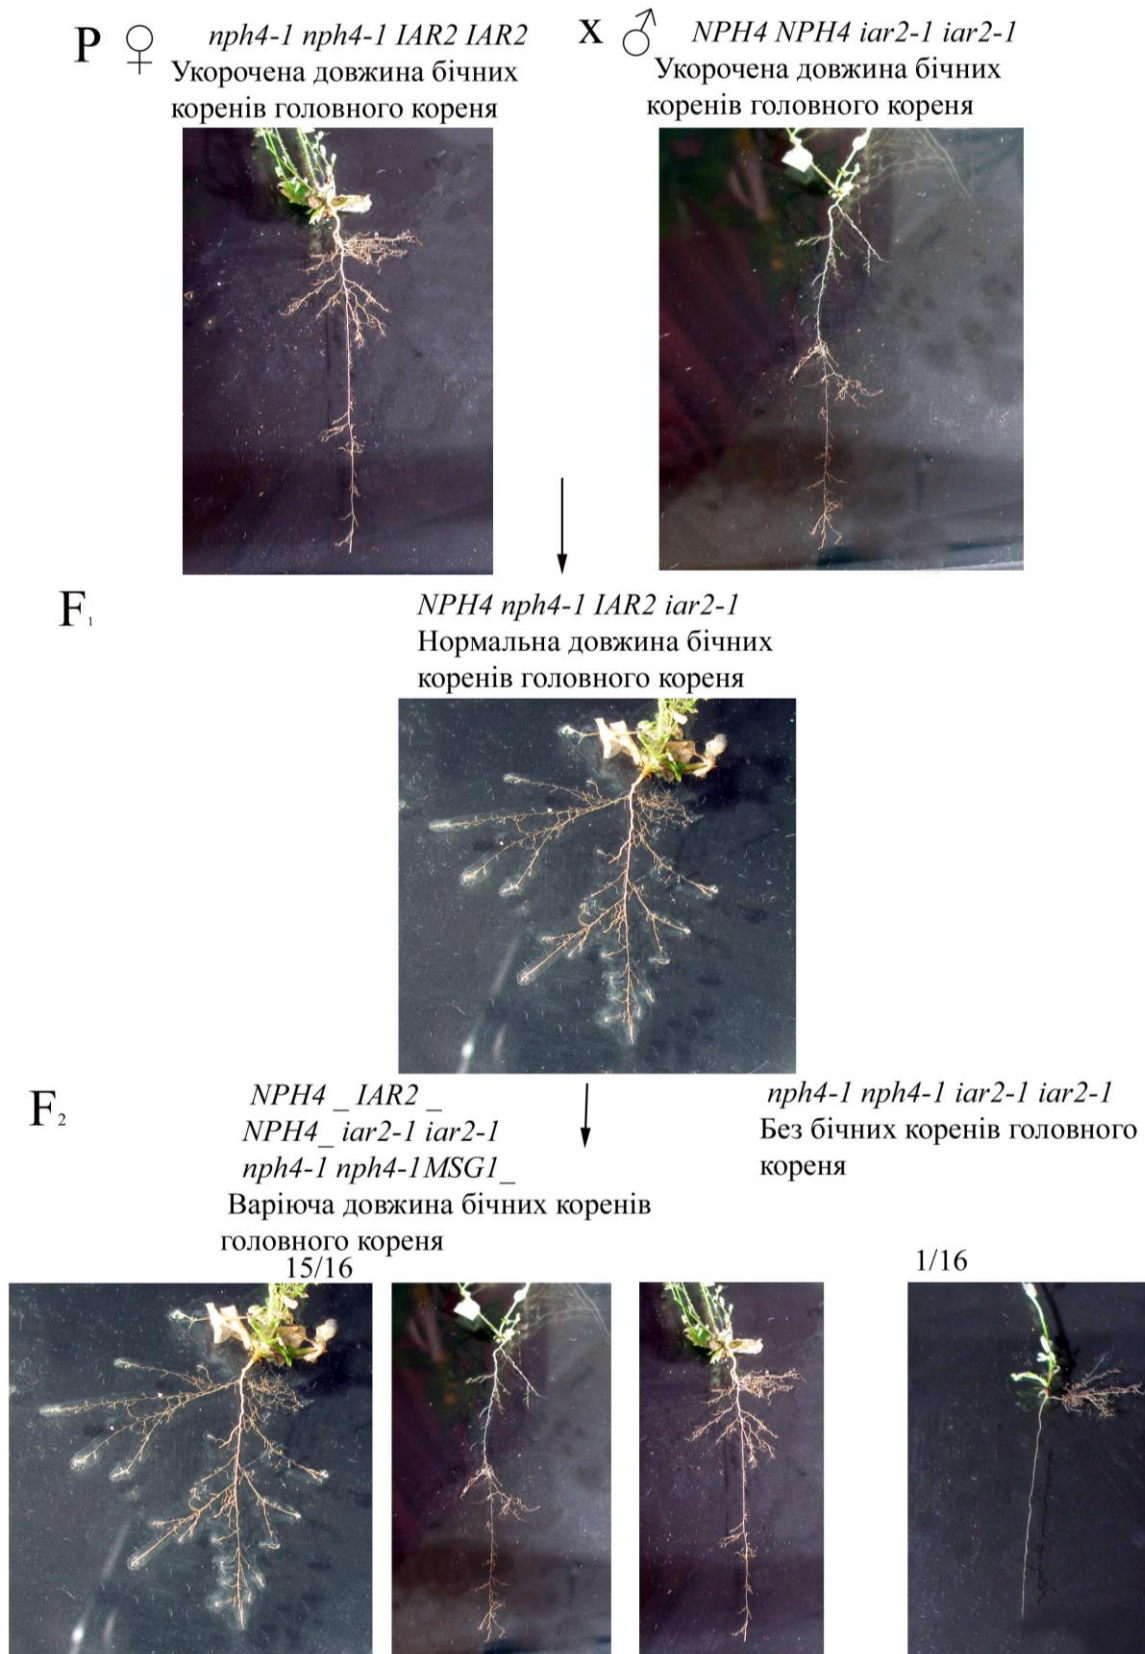 P ♀ nph4-1 nph4-1 IAR2 IAR2
Укорочена довжина бічних
коренів головного кореня
x ♂ NPH4 NPH4 iar2-1 iar2-1
Укорочена довжина бічних
коренів головного кореня
F1
NPH4 nph4-1 IAR2 iar2-1
Нормальна довжина бічних
коренів головного кореня
F2
NPH4 _ IAR2 _
NPH4_ iar2-1 iar2-1
nph4-1 nph4-1MSG1_
Варіюча довжина бічних коренів
головного кореня
15/16
nph4-1 nph4-1 iar2-1 iar2-1
Без бічних коренів головного
кореня
1/16